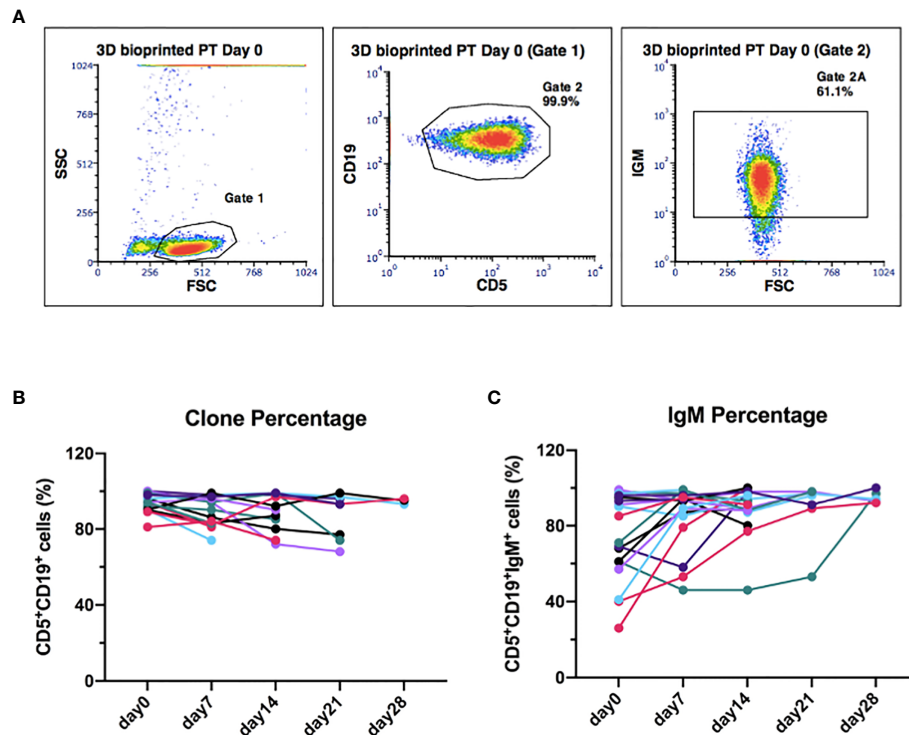 A
3D bioprinted PT Day 0
1024
768
512
256
0
SSC
Gate 1
0 256 512 768 1024
FSC
3D bioprinted PT Day 0 (Gate 1)
10⁴
10³
10²
10¹
10⁰
CD19
Gate 2
99.9%
10⁰ 10¹ 10² 10³ 10⁴
CD5
3D bioprinted PT Day 0 (Gate 2)
10⁴
10³
10²
10¹
10⁰
IGM
Gate 2A
61.1%
0 256 512 768 1024
FSC
B
Clone Percentage
120
80
40
0
CD5⁺CD19⁺ cells (%)
day0 day7 day14 day21 day28
C
IgM Percentage
120
80
40
0
CD5⁺CD19⁺IgM⁺ cells (%)
day0 day7 day14 day21 day28